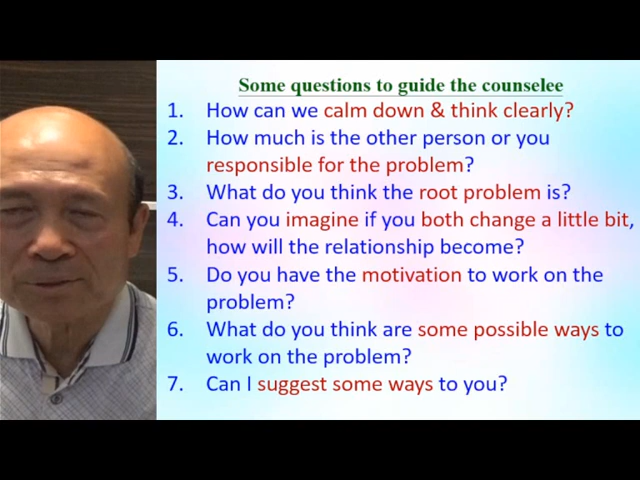 Some questions to guide the counselee
1. How can we calm down & think clearly?
2. How much is the other person or you
responsible for the problem?
3. What do you think the root problem is?
4. Can you imagine if you both change a little bit,
how will the relationship become?
5. Do you have the motivation to work on the
problem?
6. What do you think are some possible ways to
work on the problem?
7. Can I suggest some ways to you?